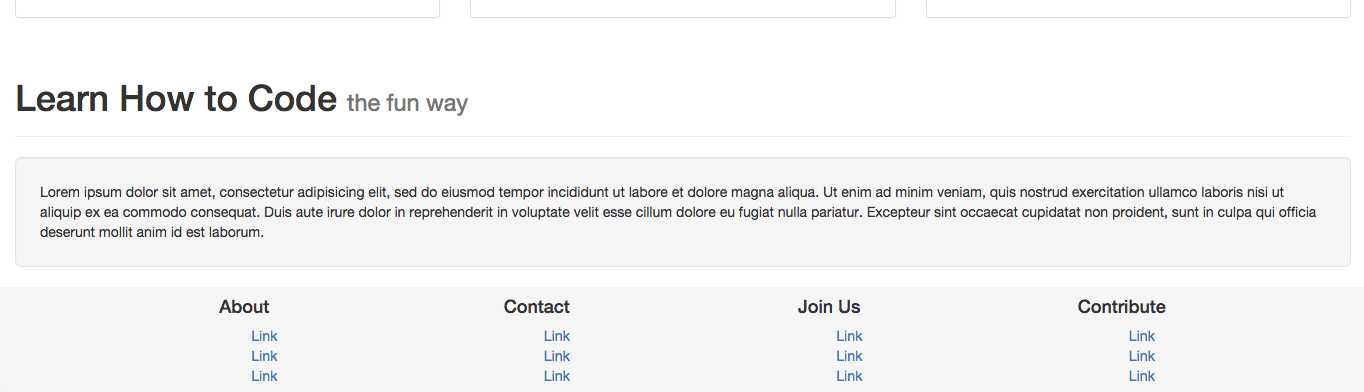 Learn How to Code the fun way
Lorem ipsum dolor sit amet, consectetur adipisicing elit, sed do eiusmod tempor incididunt ut labore et dolore magna aliqua. Ut enim ad minim veniam, quis nostrud exercitation ullamco laboris nisi ut
aliquip ex ea commodo consequat. Duis aute irure dolor in reprehenderit in voluptate velit esse cillum dolore eu fugiat nulla pariatur. Excepteur sint occaecat cupidatat non proident, sunt in culpa qui officia
deserunt mollit anim id est laborum.
About Contact Join Us Contribute
Link Link Link Link
Link Link Link Link
Link Link Link Link